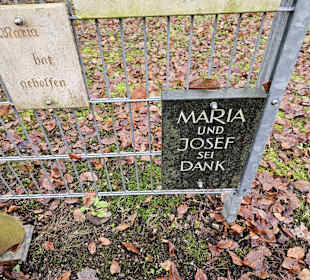 Maria
hat
geholfen
MARIA
UND
JOSEF
SEI
DANK